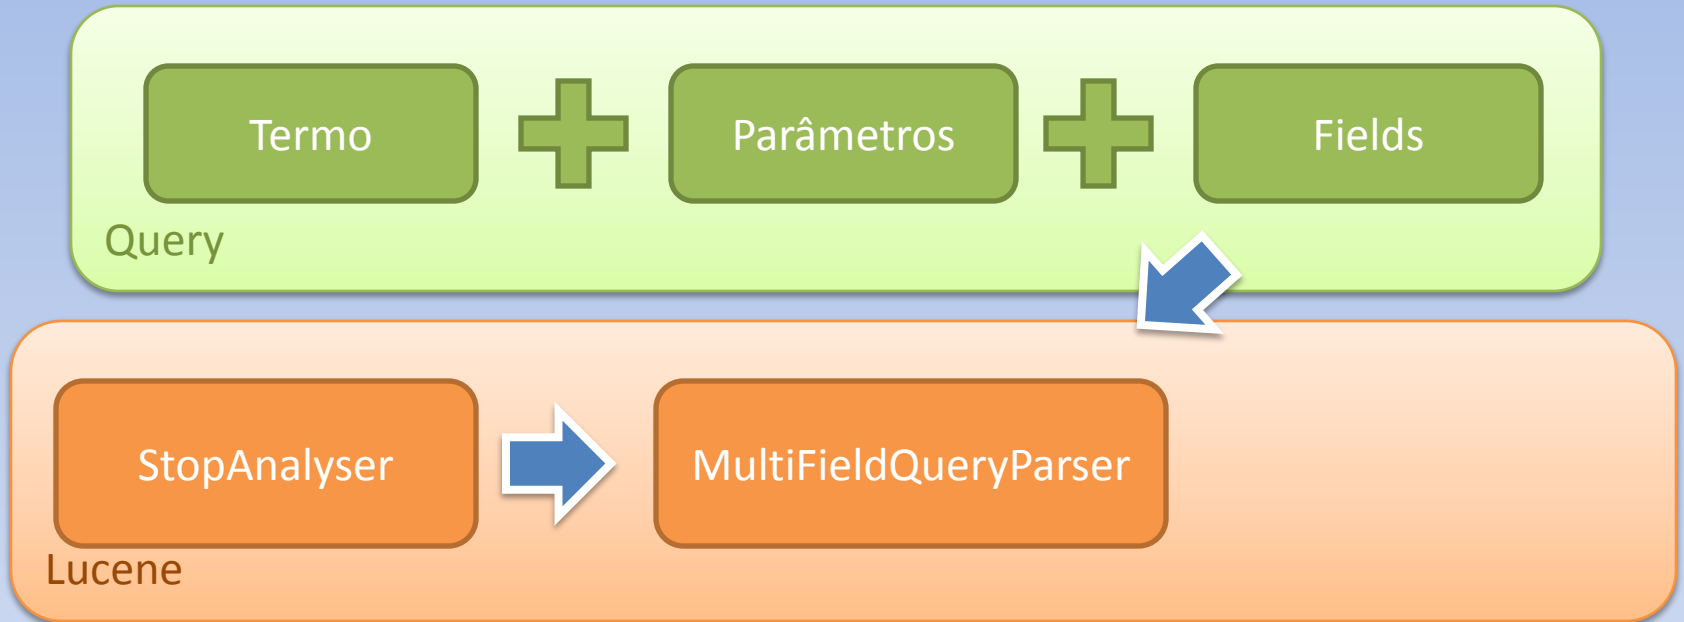 Termo
Parâmetros
Fields
Query
StopAnalyser
MultiFieldQueryParser
Lucene